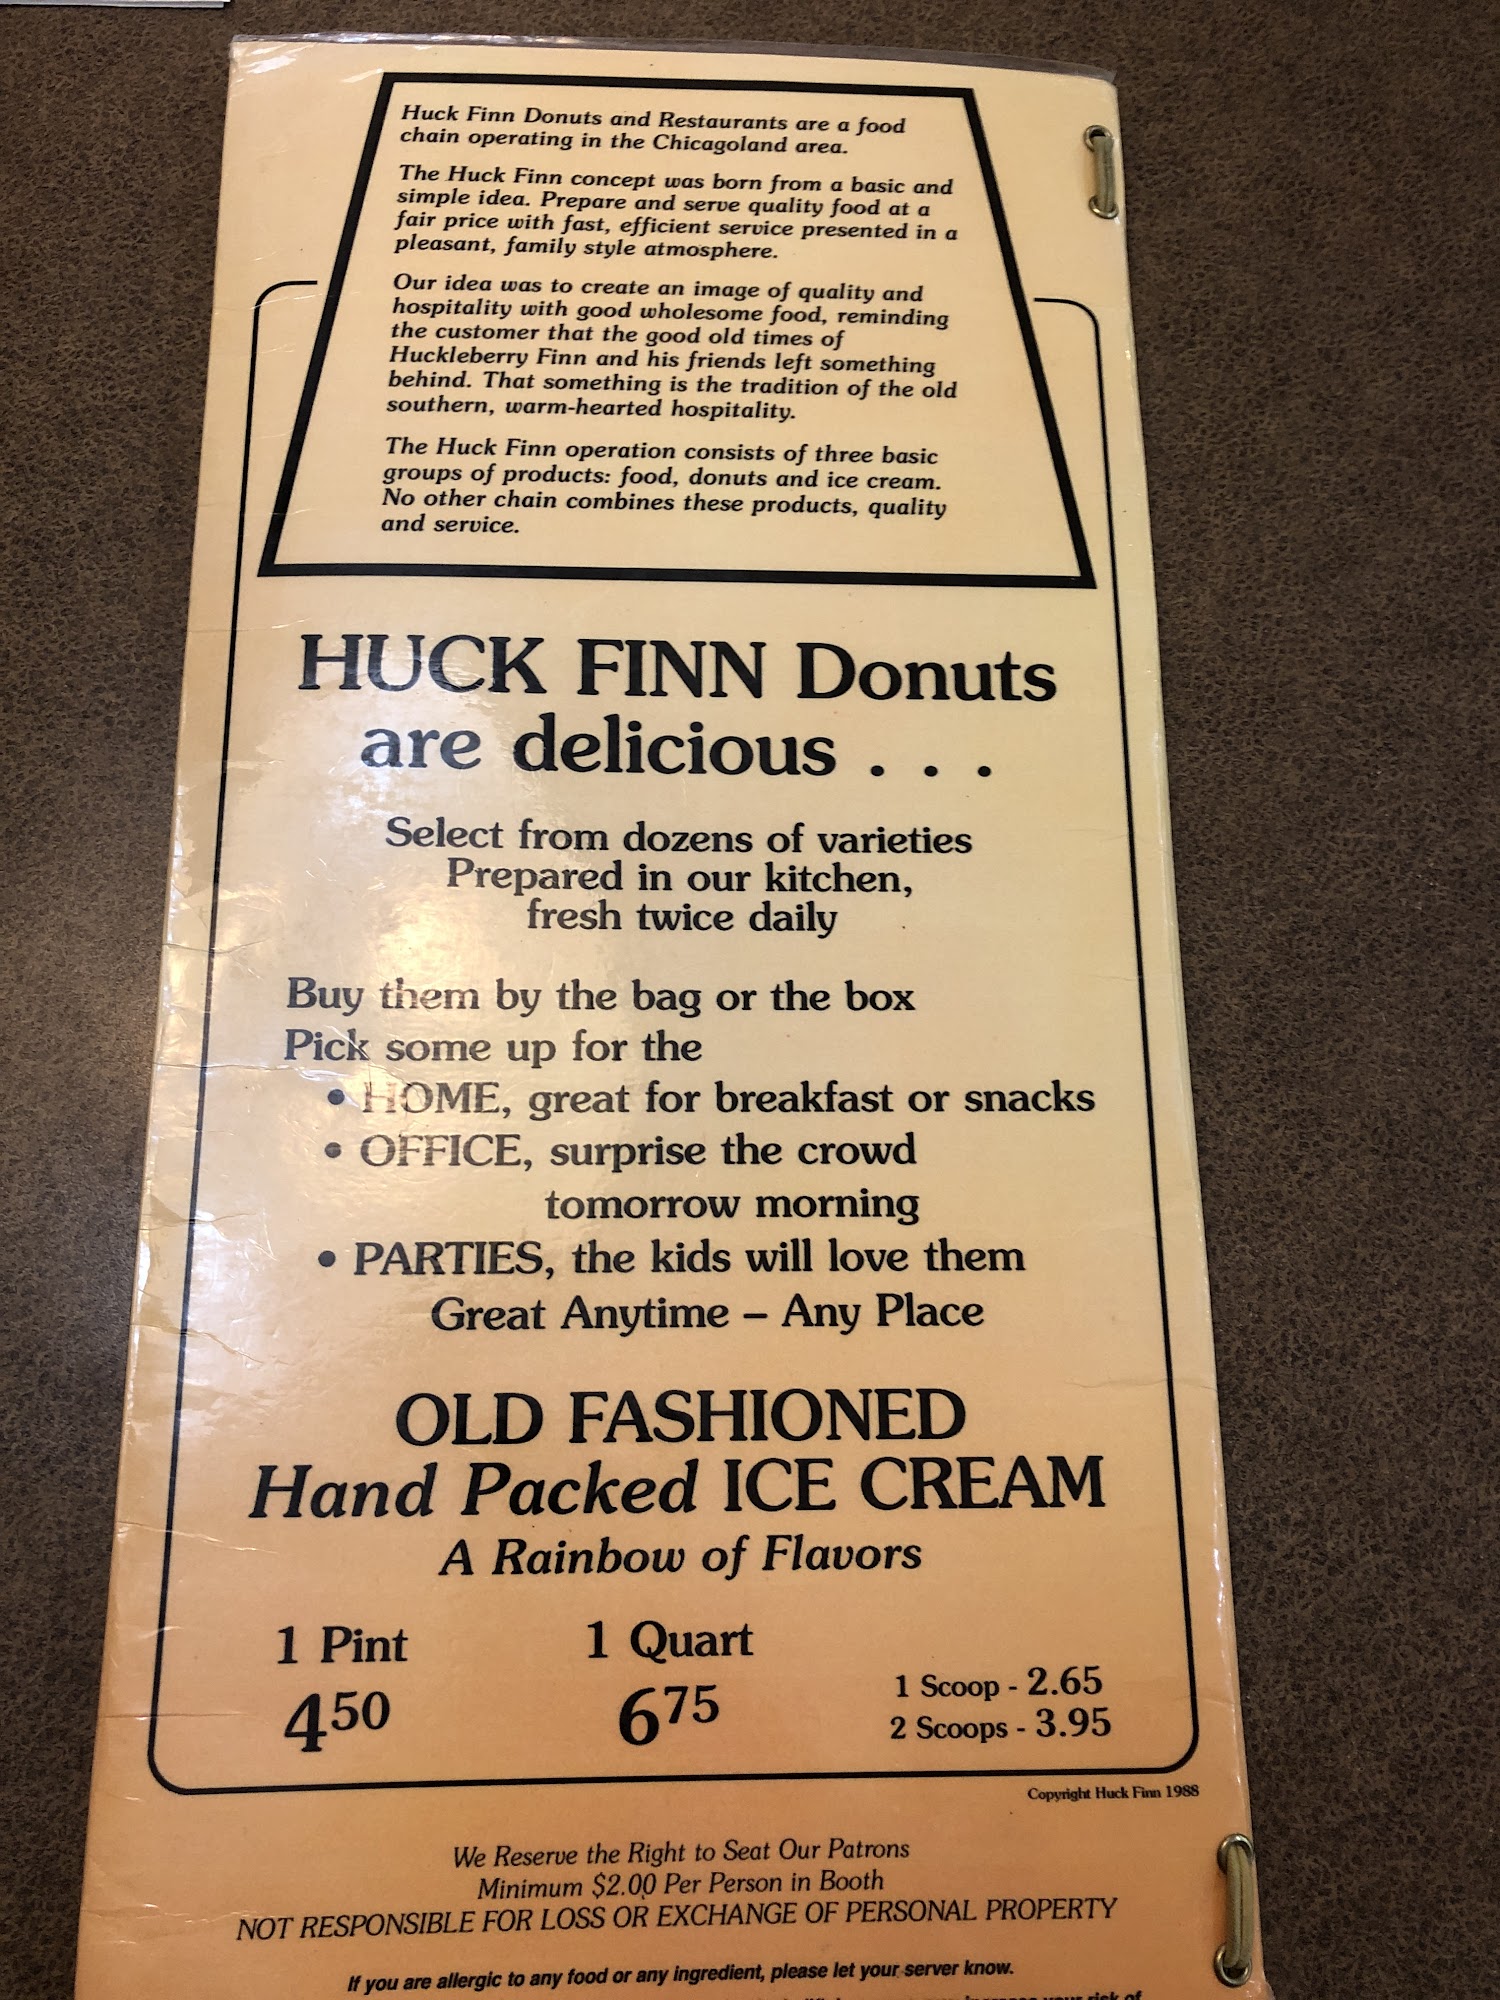 Huck Finn Donuts and Restaurants are a food
chain operating in the Chicagoland area.
The Huck Finn concept was born from a basic and
simple idea. Prepare and serve quality food at a
fair price with fast, efficient service presented in a
pleasant, family style atmosphere.
Our idea was to create an image of quality and
hospitality with good wholesome food, reminding
the customer that the good old times of
Huckleberry Finn and his friends left something
behind. That something is the tradition of the old
southern, warm-hearted hospitality.
The Huck Finn operation consists of three basic
groups of products: food, donuts and ice cream.
No other chain combines these products, quality
and service.
HUCK FINN Donuts
are delicious . . .
Select from dozens of varieties
Prepared in our kitchen,
fresh twice daily
Buy them by the bag or the box
Pick some up for the
• HOME, great for breakfast or snacks
• OFFICE, surprise the crowd
tomorrow morning
• PARTIES, the kids will love them
Great Anytime – Any Place
OLD FASHIONED
Hand Packed ICE CREAM
A Rainbow of Flavors
1 Pint
4 50
1 Quart
6 75
1 Scoop - 2.65
2 Scoops - 3.95
Copyright Huck Finn 1988
We Reserve the Right to Seat Our Patrons
Minimum $2.00 Per Person in Booth
NOT RESPONSIBLE FOR LOSS OR EXCHANGE OF PERSONAL PROPERTY
If you are allergic to any food or any ingredient, please let your server know.
your risk of